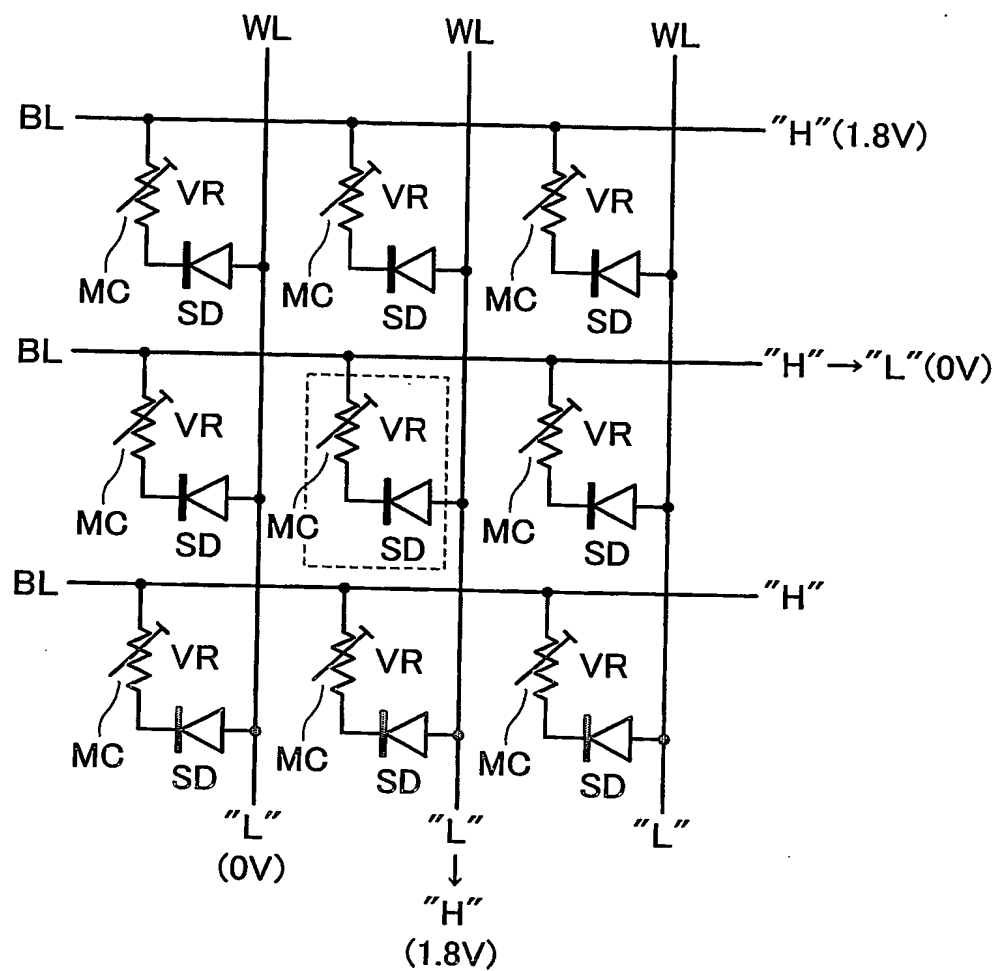 WL WL WL
BL "H"(1.8V)
VR VR VR
MC MC MC
SD SD SD
BL "H"→"L"(0V)
VR VR VR
MC MC MC
SD SD SD
BL "H"
VR VR VR
MC MC MC
SD SD SD
"L" "L" "L"
(0V) ↓
"H"
(1.8V)